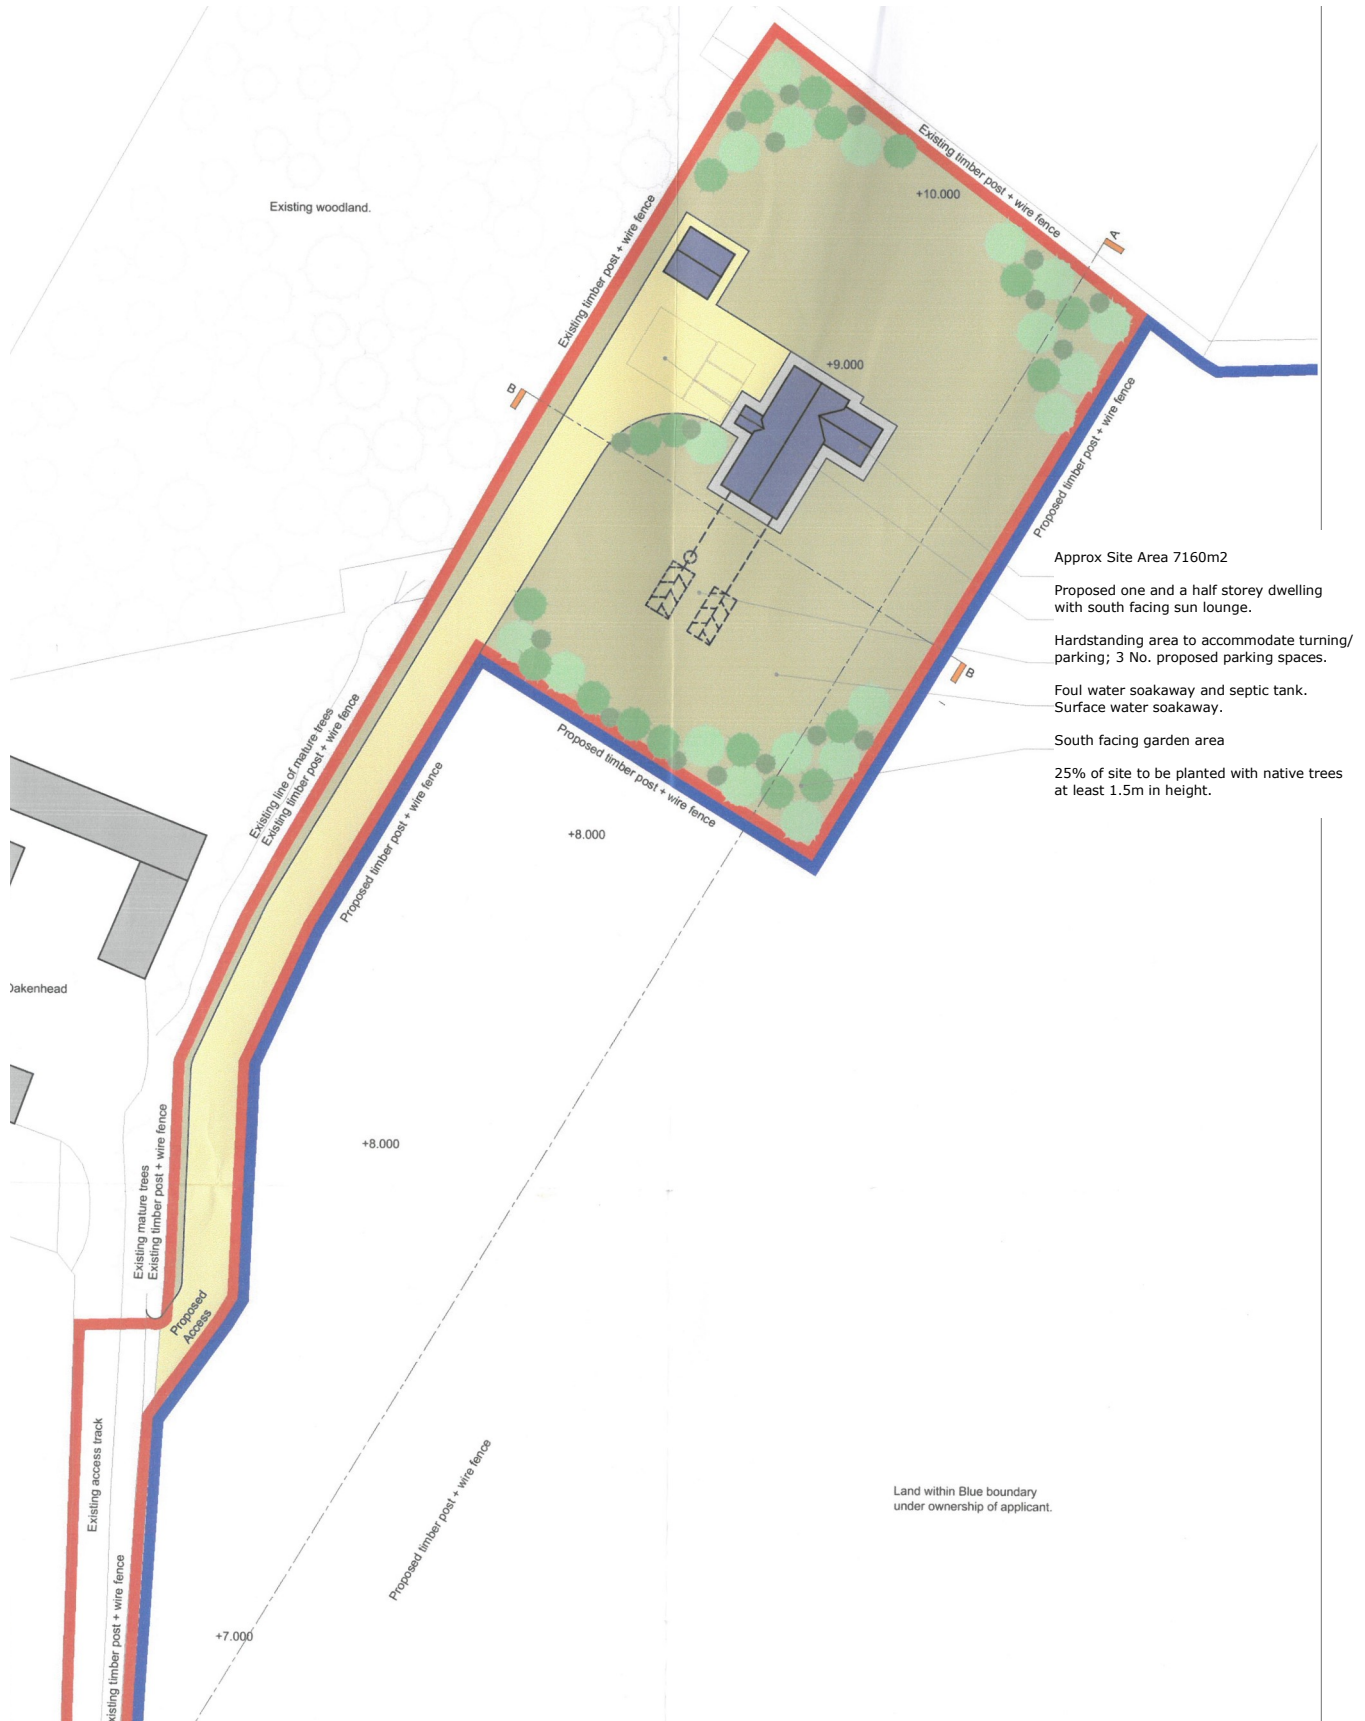 Existing timber post + wire fence
Existing woodland.
+10.000
A
Existing timber post + wire fence
+9.000
B
Proposed timber post + wire fence
Approx Site Area 7160m2
Proposed one and a half storey dwelling
with south facing sun lounge.
Hardstanding area to accommodate turning/
parking; 3 No. proposed parking spaces.
B
Foul water soakaway and septic tank.
Surface water soakaway.
South facing garden area
25% of site to be planted with native trees
at least 1.5m in height.
Existing line of mature trees
Existing timber post + wire fence
Proposed timber post + wire fence
Proposed timber post + wire fence
+8.000
Oakenhead
+8.000
Existing mature trees
Existing timber post + wire fence
Proposed
Access
Existing access track
Proposed timber post + wire fence
Land within Blue boundary
under ownership of applicant.
xisting timber post + wire fence
+7.000